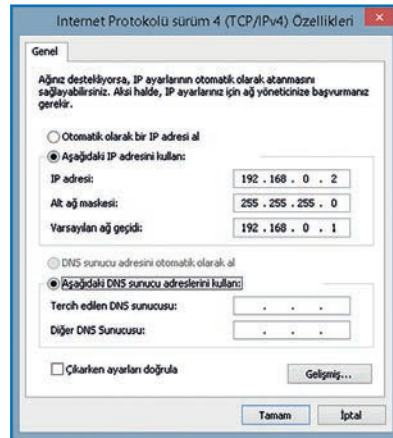 Internet Protokolü sürüm 4 (TCP/IPv4) Özellikleri
Genel
Ağınız destekliyorsa, IP ayarlarının otomatik olarak atanmasını
sağlayabilirsiniz. Aksi halde, IP ayarlarınız için ağ yöneticinize başvurmanız
gerekir.
Otomatik olarak bir IP adresi al
Aşağıdaki IP adresini kullan:
IP adresi: 192 . 168 . 0 . 2
Alt ağ maskesi: 255 . 255 . 255 . 0
Varsayılan ağ geçidi: 192 . 168 . 0 . 1
DNS sunucu adresini otomatik olarak al
Aşağıdaki DNS sunucu adreslerini kullan:
Tercih edilen DNS sunucusu: . . .
Diğer DNS Sunucusu: . . .
Çıkarken ayarları doğrula
Gelişmiş...
Tamam İptal